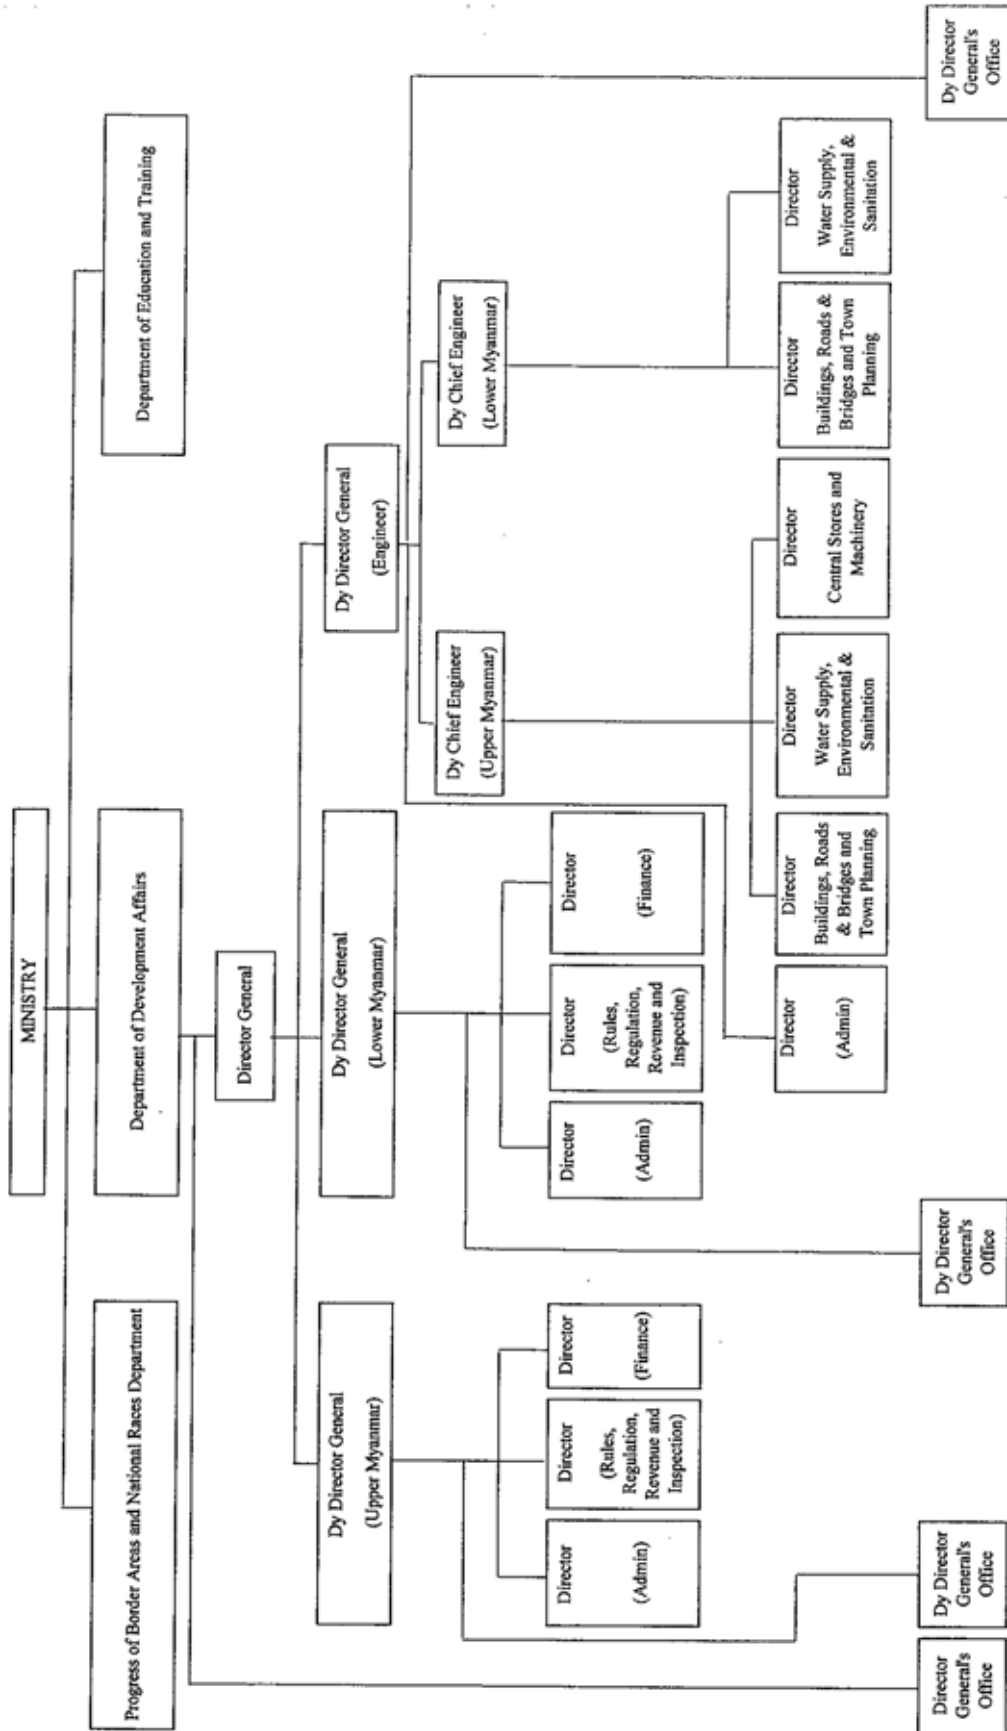 MINISTRY
Progress of Border Areas and National Races Department
Department of Development Affairs
Department of Education and Training
Director General
Dy Director General
(Upper Myanmar)
Dy Director General
(Lower Myanmar)
Dy Director General
(Engineer)
Dy Chief Engineer
(Upper Myanmar)
Dy Chief Engineer
(Lower Myanmar)
Director
(Admin)
Director
(Rules,
Regulation,
Revenue and
Inspection)
Director
(Finance)
Director
(Admin)
Director
(Rules,
Regulation,
Revenue and
Inspection)
Director
(Finance)
Director
(Admin)
Director
Buildings, Roads
& Bridges and
Town Planning
Director
Water Supply,
Environmental &
Sanitation
Director
Central Stores and
Machinery
Director
Buildings, Roads &
Bridges and Town
Planning
Director
Water Supply,
Environmental &
Sanitation
Director
General's
Office
Dy Director
General's
Office
Dy Director
General's
Office
Dy Director
General's
Office